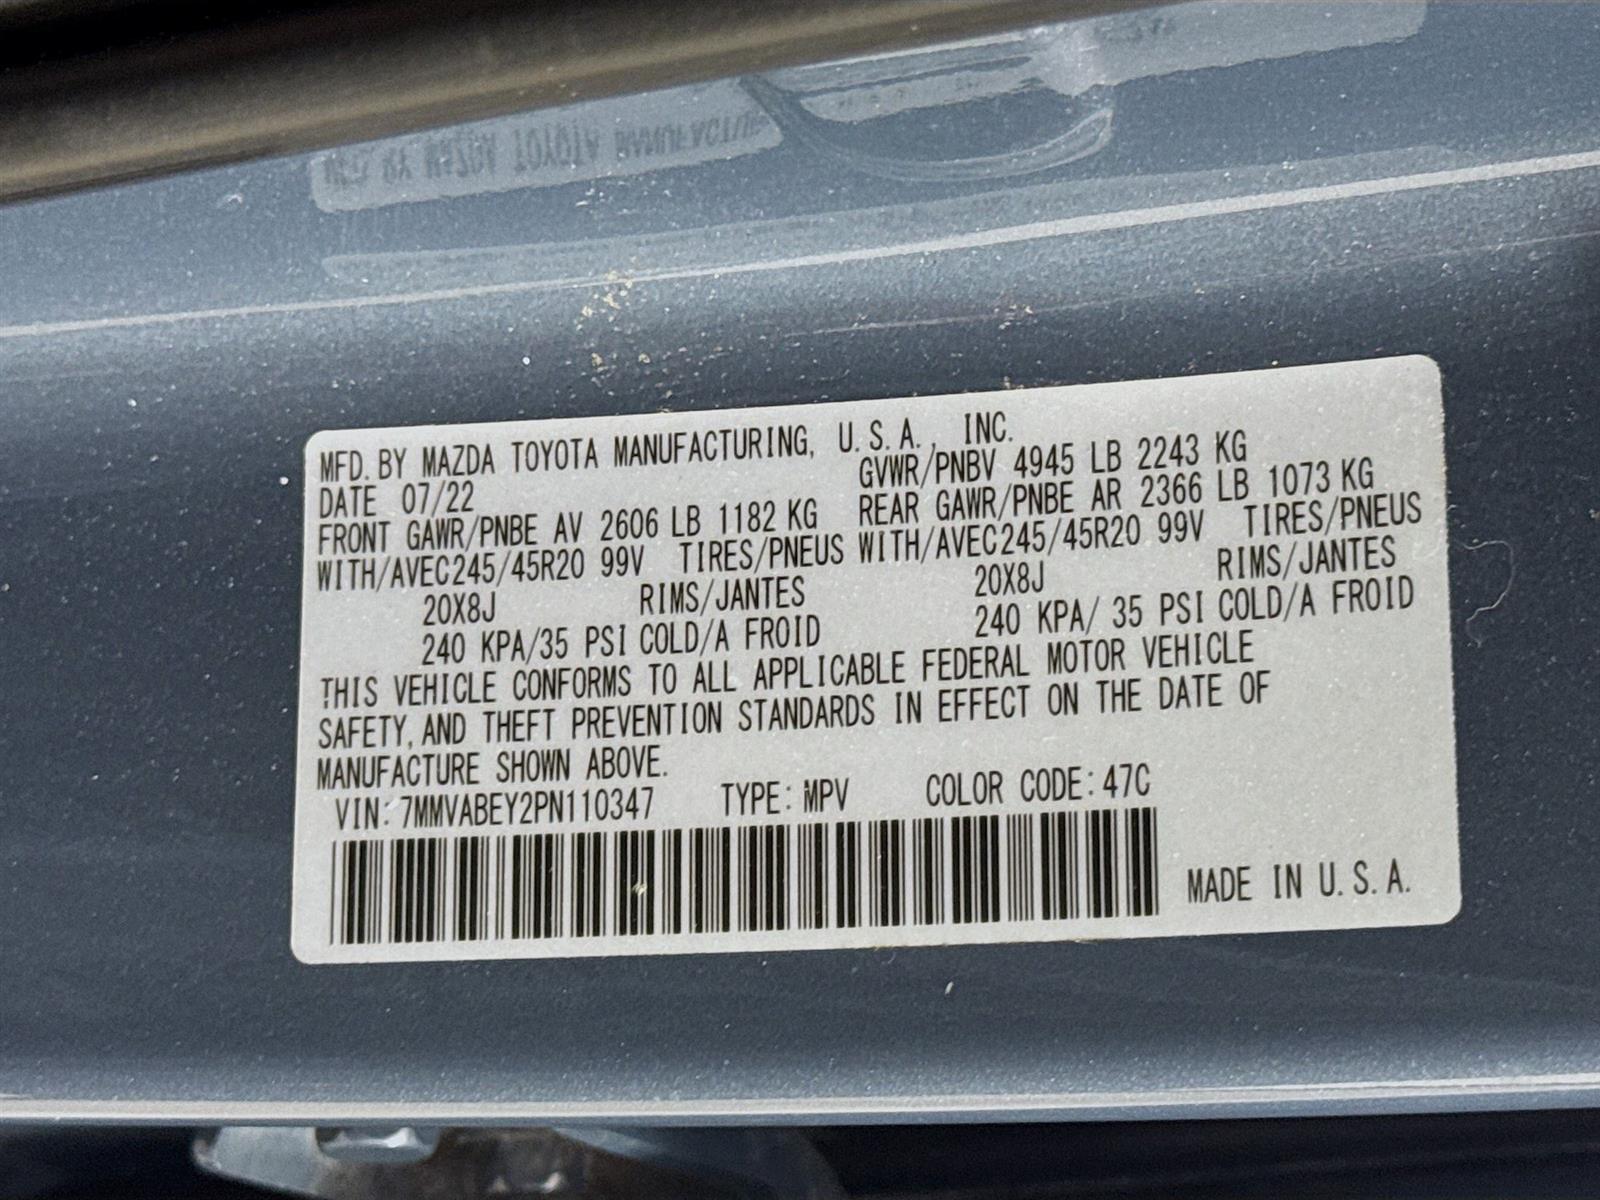 MFD. BY MAZDA TOYOTA MANUFACTURING, U.S.A., INC.
DATE 07/22 GVWR/PNBV 4945 LB 2243 KG
FRONT GAWR/PNBE AV 2606 LB 1182 KG REAR GAWR/PNBE AR 2366 LB 1073 KG
WITH/AVEC245/45R20 99V TIRES/PNEUS WITH/AVEC245/45R20 99V TIRES/PNEUS
20X8J RIMS/JANTES 20X8J RIMS/JANTES
240 KPA/35 PSI COLD/A FROID 240 KPA/ 35 PSI COLD/A FROID
THIS VEHICLE CONFORMS TO ALL APPLICABLE FEDERAL MOTOR VEHICLE
SAFETY, AND THEFT PREVENTION STANDARDS IN EFFECT ON THE DATE OF
MANUFACTURE SHOWN ABOVE.
VIN: 7MMVABEY2PN110347 TYPE: MPV COLOR CODE: 47C
MADE IN U.S.A.